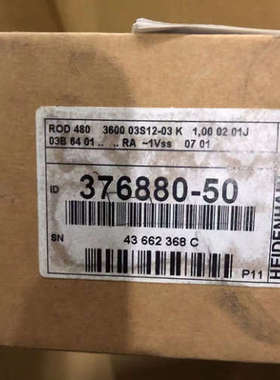 ROD 480 3600 03S12-03 K 1,00 02 01J
03B 64 01 .. .. RA ~1Vss 07 01
ID 376880-50
SN 43 662 368 C
P11